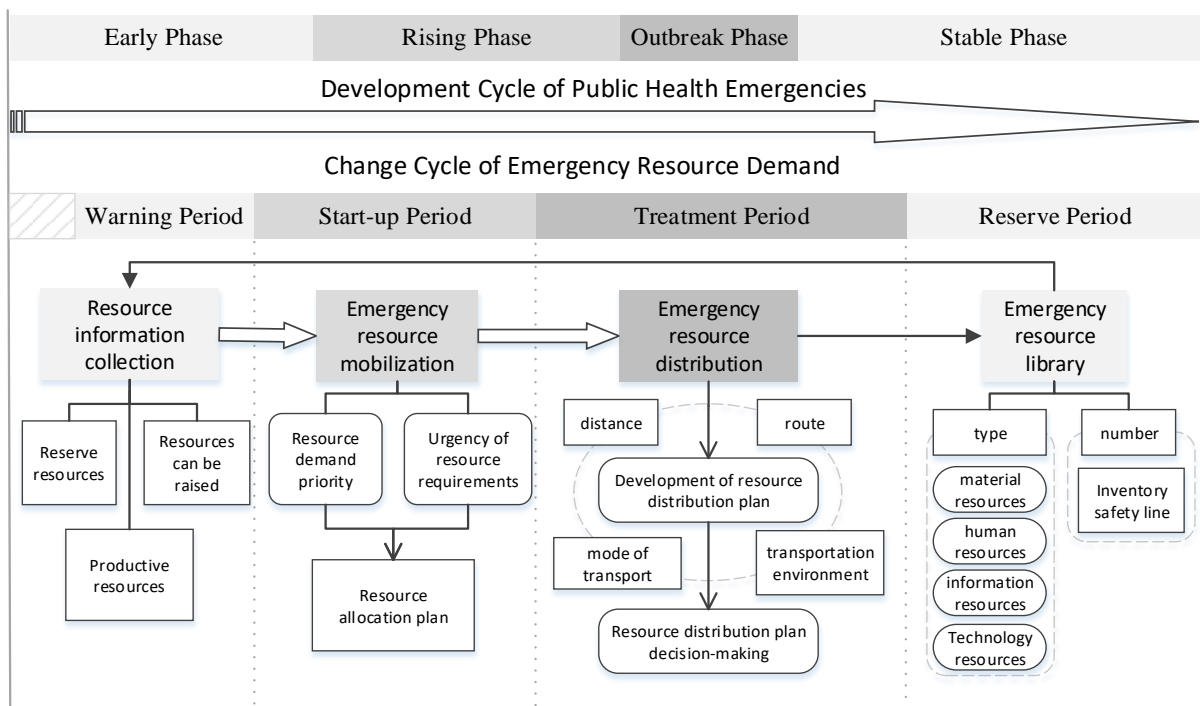 Early Phase
Rising Phase
Outbreak Phase
Stable Phase
Development Cycle of Public Health Emergencies
Change Cycle of Emergency Resource Demand
Warning Period
Start-up Period
Treatment Period
Reserve Period
Resource
information
collection
Emergency
resource
mobilization
Emergency
resource
distribution
Emergency
resource
library
Reserve
resources
Resources
can be
raised
Productive
resources
Resource
demand
priority
Urgency of
resource
requirements
Resource
allocation plan
distance
route
Development of resource
distribution plan
mode of
transport
transportation
environment
Resource distribution plan
decision-making
type
material
resources
human
resources
information
resources
Technology
resources
number
Inventory
safety line